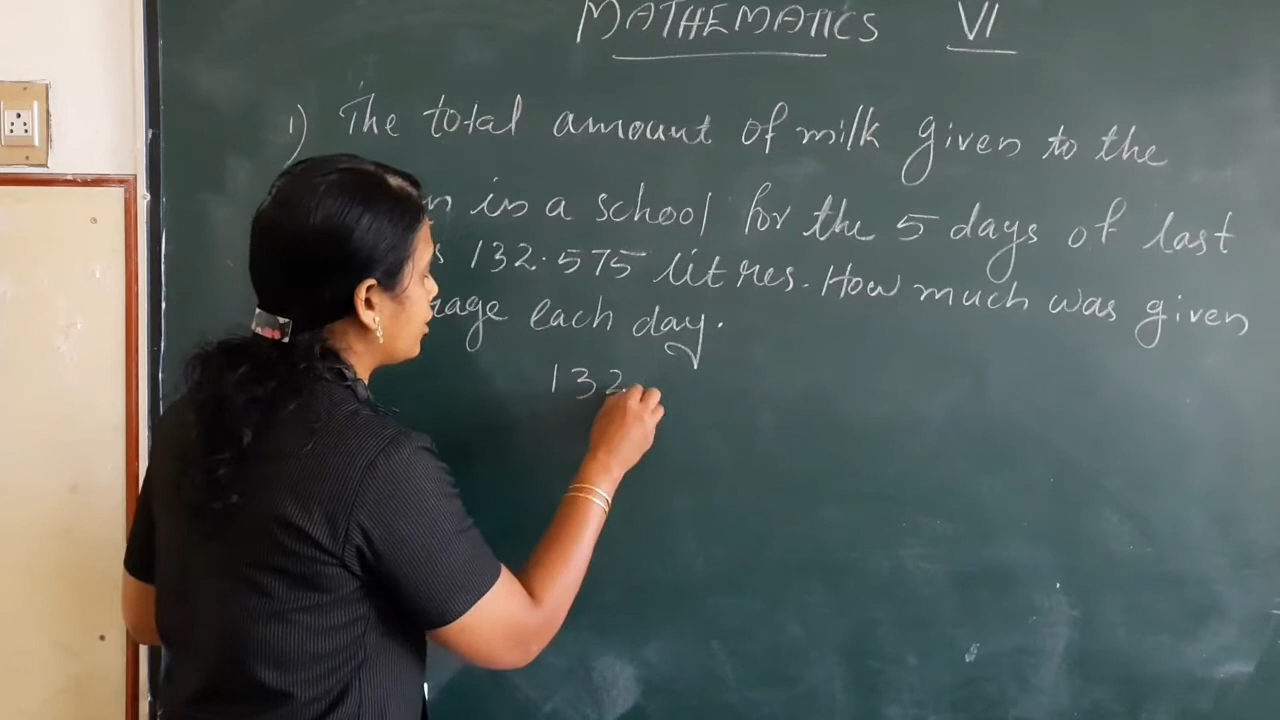 MATHEMATICS VI
1) The total amount of milk given to the
in a school for the 5 days of last
132.575 litres. How much was given
each day.
132